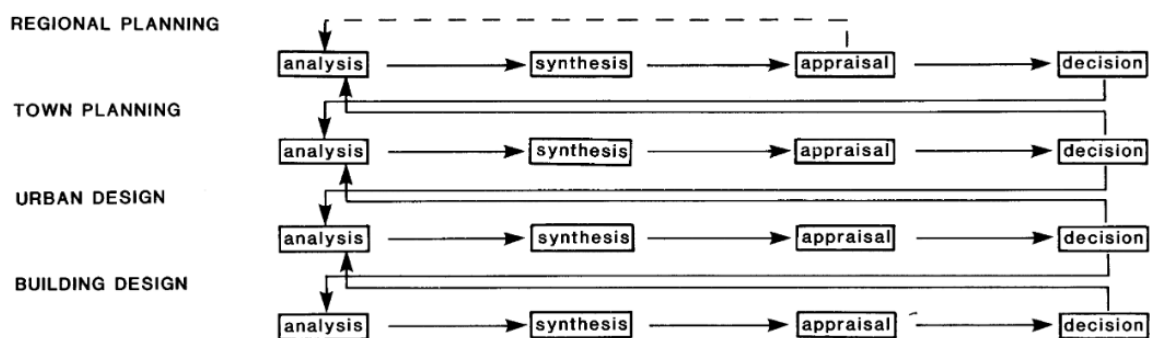 REGIONAL PLANNING
analysis synthesis appraisal decision
TOWN PLANNING
analysis synthesis appraisal decision
URBAN DESIGN
analysis synthesis appraisal decision
BUILDING DESIGN
analysis synthesis appraisal decision